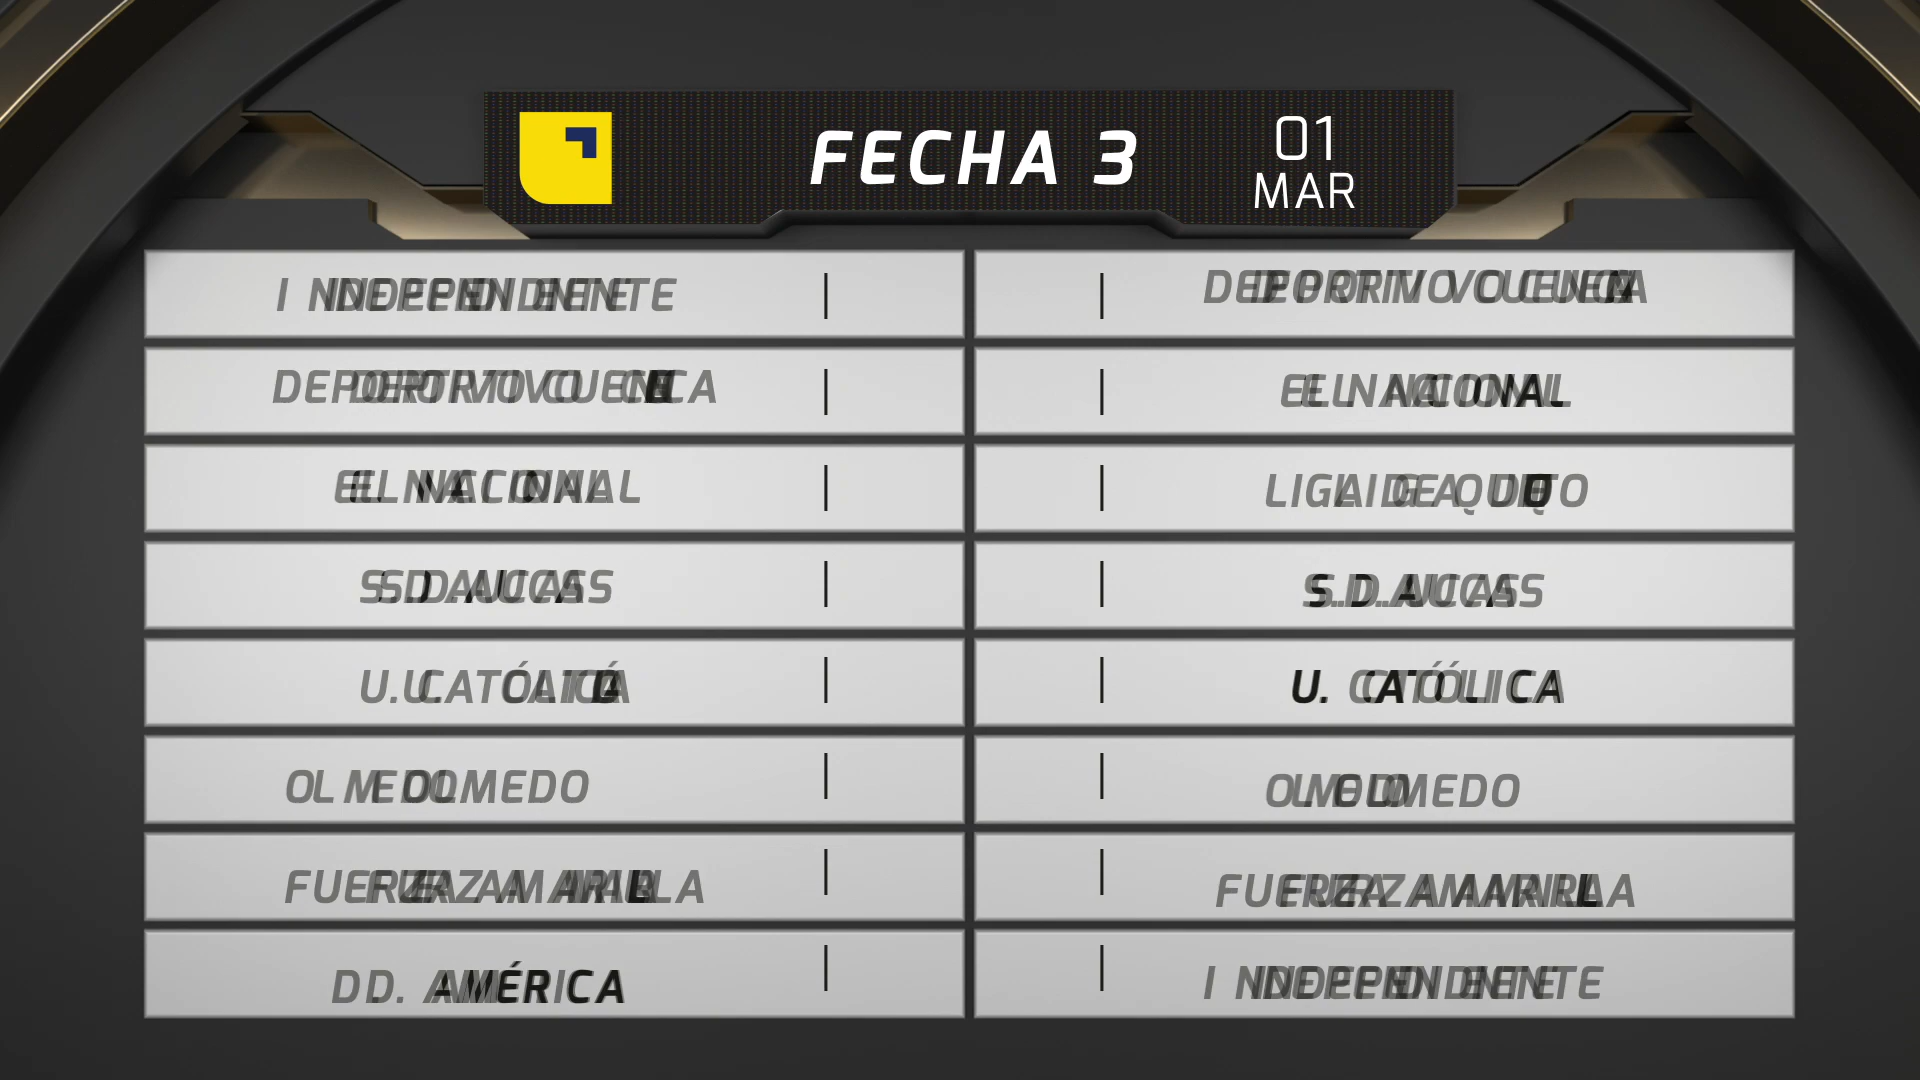 FECHA 3
01
MAR
INDEPENDIENTE
DEPORTIVO CUENCA
DEPORTIVO CUENCA
EL NACIONAL
EL NACIONAL
LIGA DE QUITO
S.D. AUCAS
S.D. AUCAS
U. CATÓLICA
U. CATÓLICA
OLMEDO
OLMEDO
FUERZA AMARILLA
FUERZA AMARILLA
D. AMÉRICA
INDEPENDIENTE